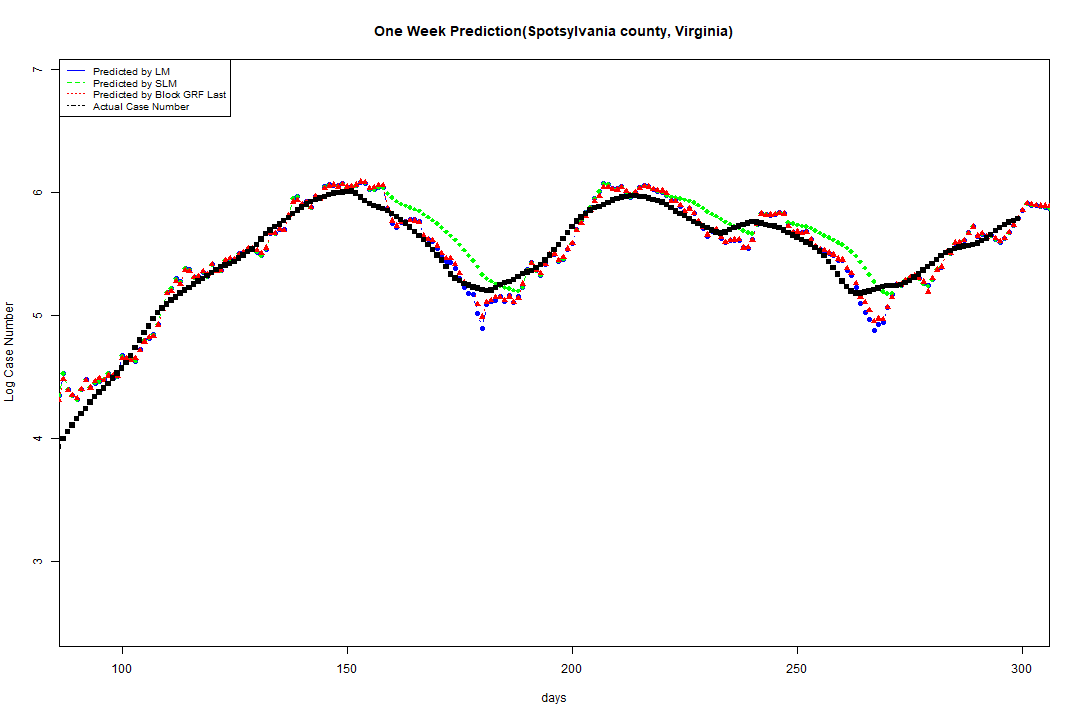 One Week Prediction(Spotsylvania county, Virginia)
Predicted by LM
Predicted by SLM
Predicted by Block GRF Last
Actual Case Number
7
6
5
4
3
Log Case Number
100 150 200 250 300
days